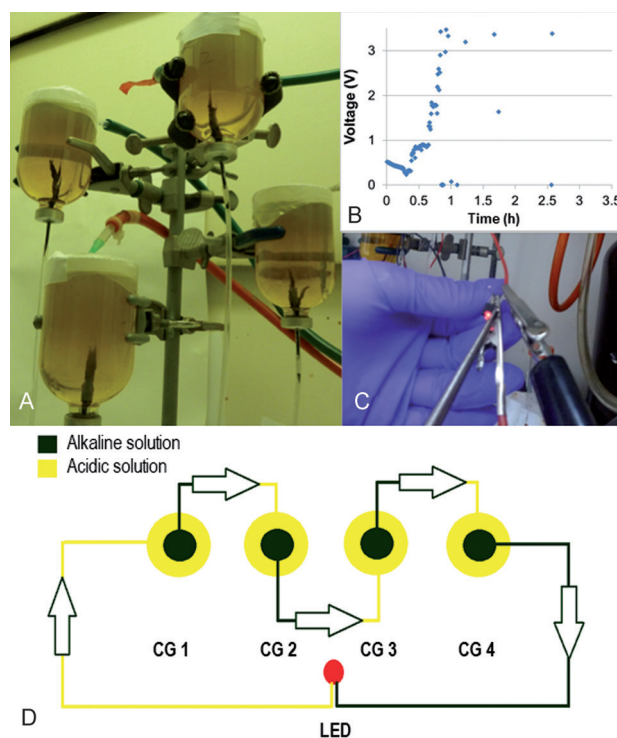 A
Voltage (V)
3
2
1
0
0 0.5 1 1.5 2 2.5 3 3.5
Time (h)
B
C
Alkaline solution
Acidic solution
CG 1 CG 2 CG 3 CG 4
D
LED